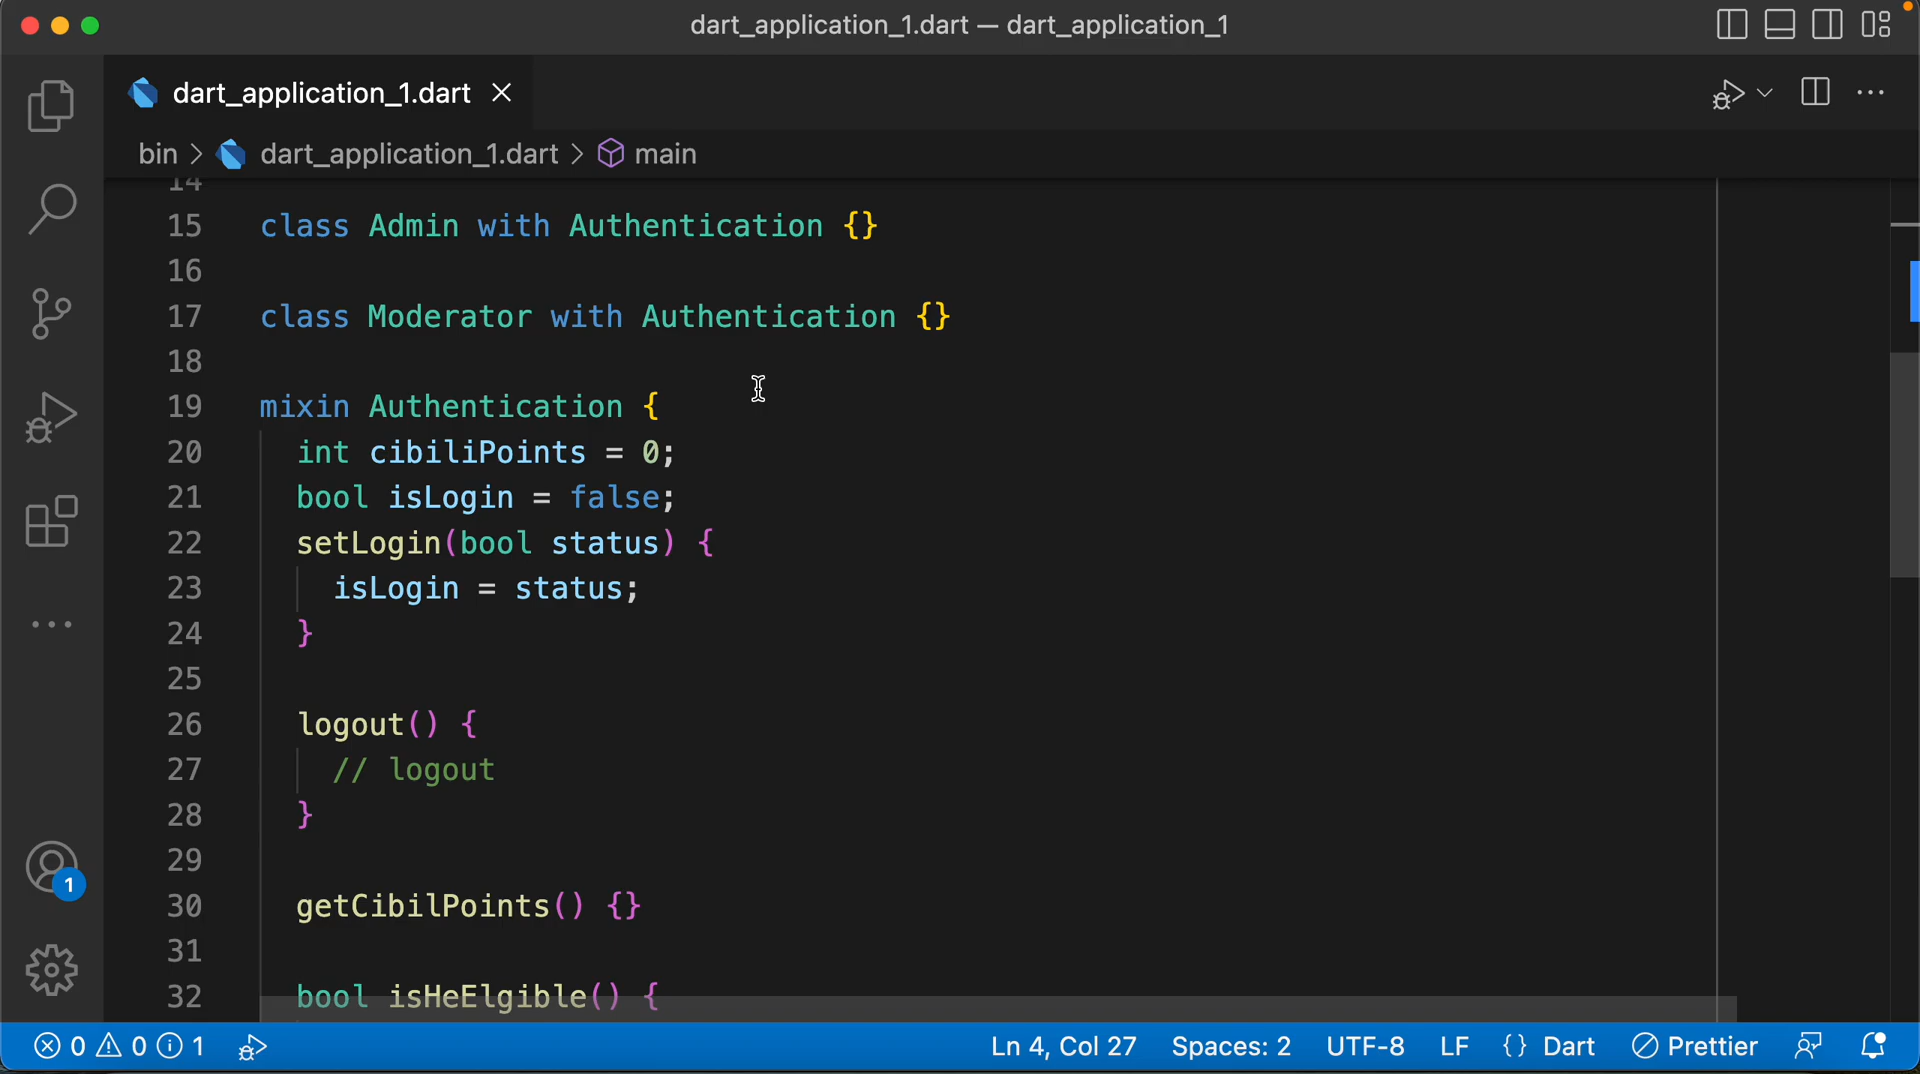 dart_application_1.dart — dart_application_1
dart_application_1.dart
bin > dart_application_1.dart > main
14
15 class Admin with Authentication {}
16
17 class Moderator with Authentication {}
18
19 mixin Authentication {
20 int cibiliPoints = 0;
21 bool isLogin = false;
22 setLogin(bool status) {
23 isLogin = status;
24 }
25
26 logout() {
27 // logout
28 }
29
30 getCibilPoints() {}
31
32 bool isHeElgible() {
1
0 0 1 Ln 4, Col 27 Spaces: 2 UTF-8 LF {} Dart Prettier